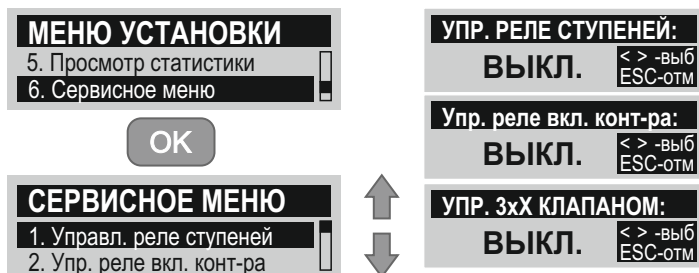 МЕНЮ УСТАНОВКИ
5. Просмотр статистики
6. Сервисное меню
OK
СЕРВИСНОЕ МЕНЮ
1. Управл. реле ступеней
2. Упр. реле вкл. конт-ра
УПР. РЕЛЕ СТУПЕНЕЙ:
ВЫКЛ.
< > -выб
ESC-отм
Упр. реле вкл. конт-ра:
ВЫКЛ.
< > -выб
ESC-отм
УПР. 3xX КЛАПАНОМ:
ВЫКЛ.
< > -выб
ESC-отм